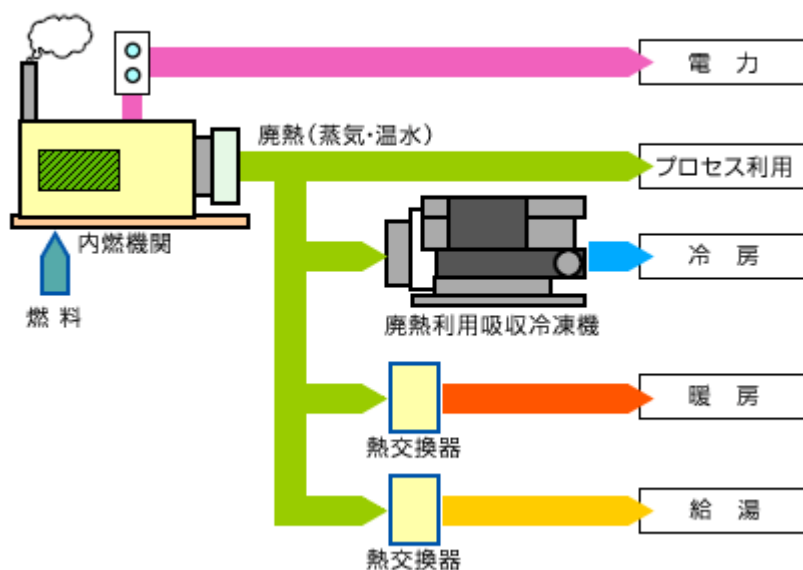 電 力
廃熱(蒸気・温水)
プロセス利用
内燃機関
燃 料
冷 房
廃熱利用吸収冷凍機
暖 房
熱交換器
給 湯
熱交換器